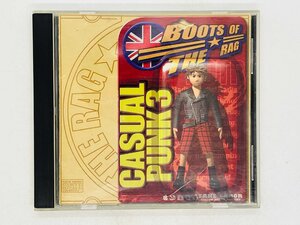 BOOTS OF
THE RAG
THE RAG
CASUAL
PUNK 3